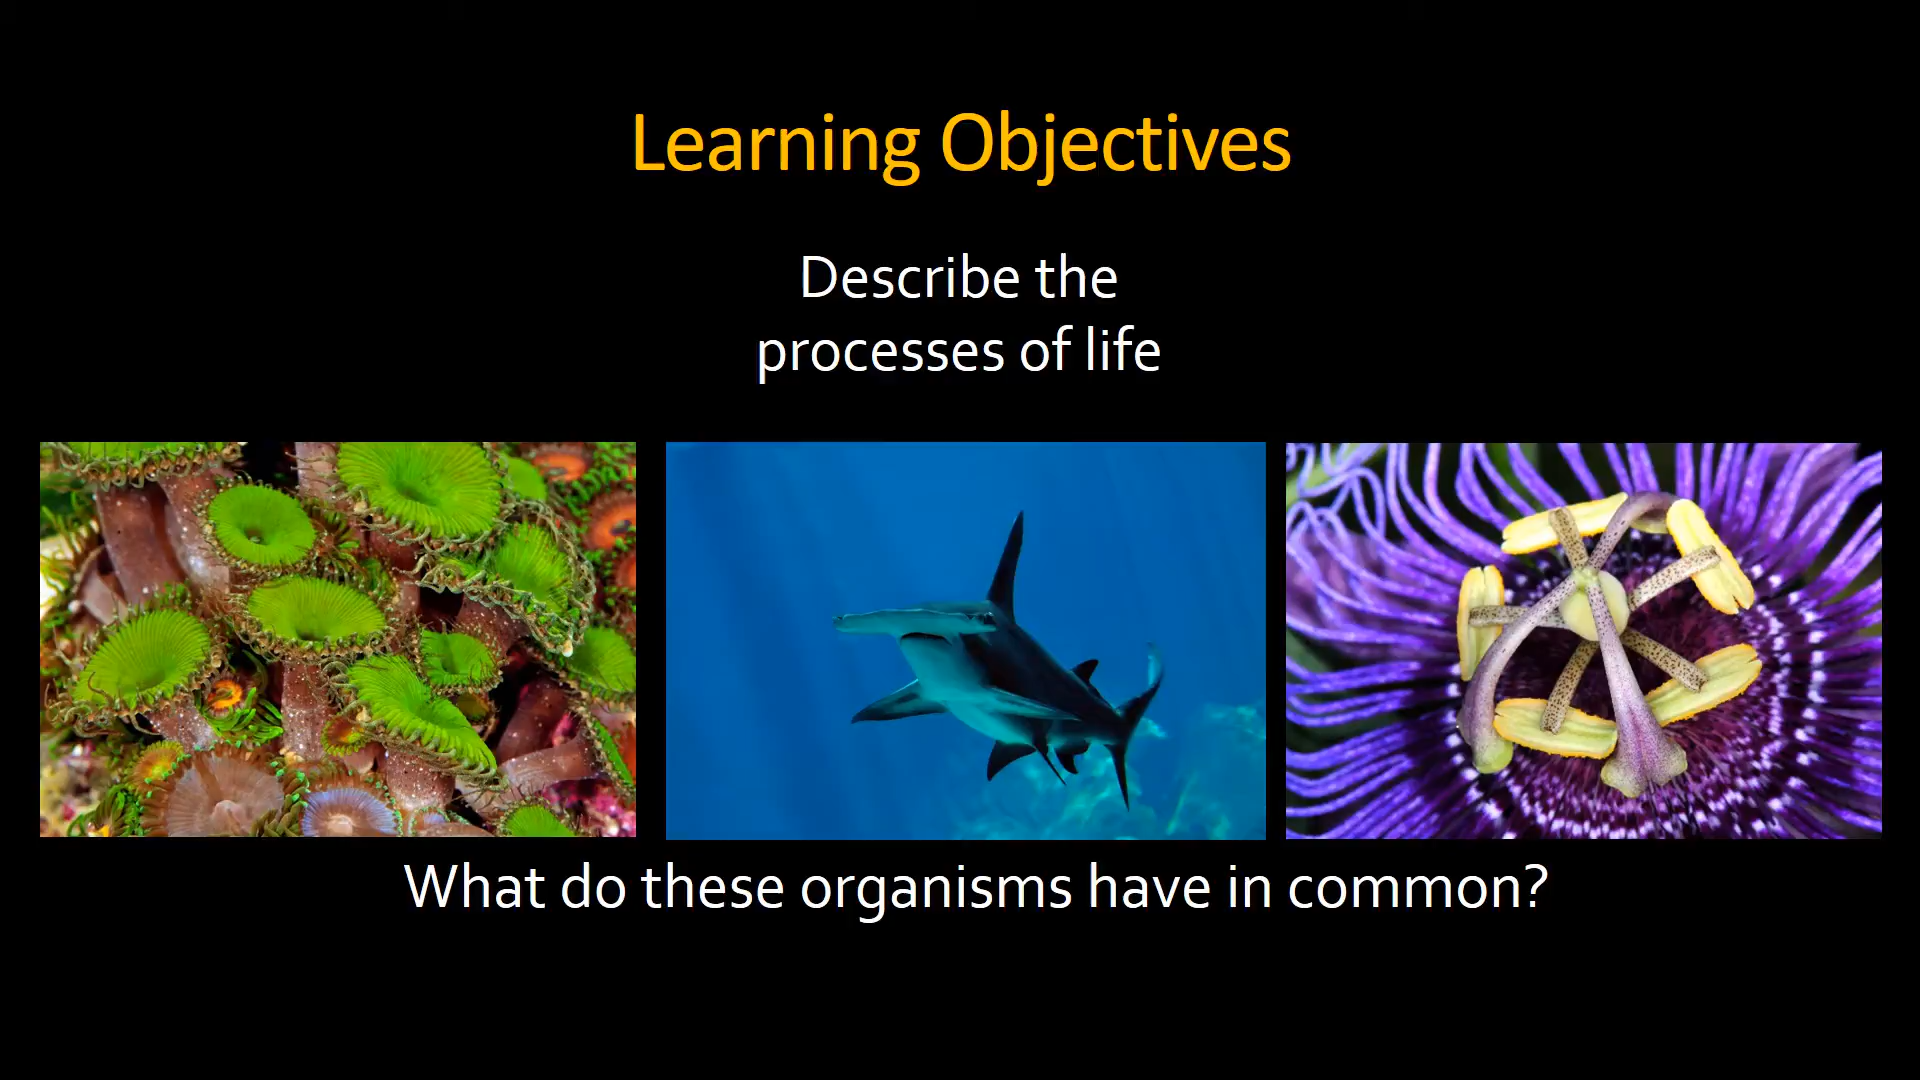 Learning Objectives
Describe the
processes of life
What do these organisms have in common?